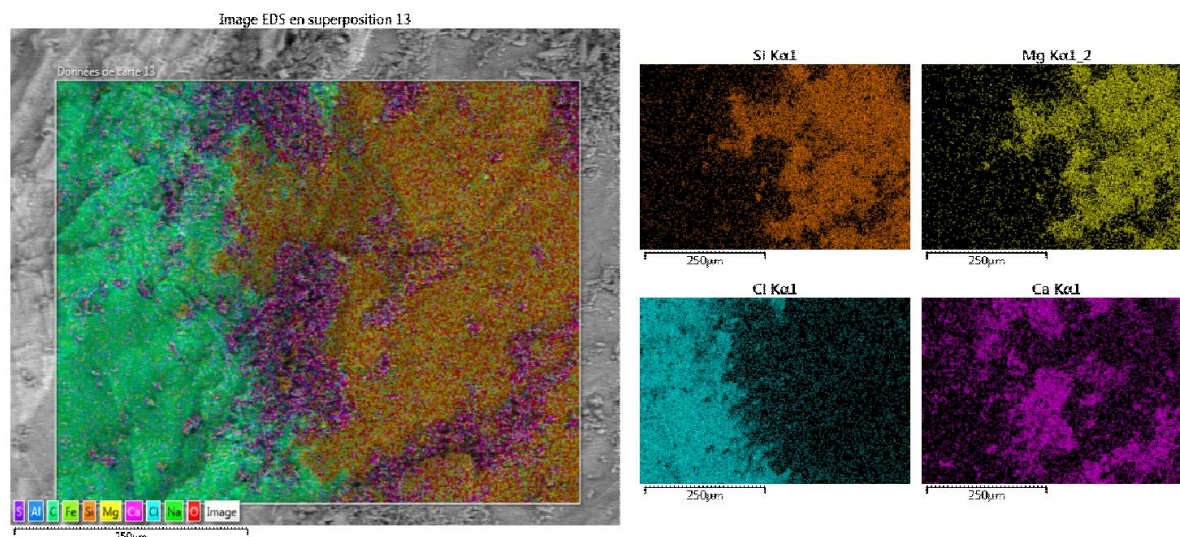 Image EDS en superposition 13
Données de carte 13
S Al C Fe Si Mg Ca Cl Na O Image
250µm
Si Kα1
250µm
Mg Kα1_2
250µm
Cl Kα1
250µm
Ca Kα1
250µm